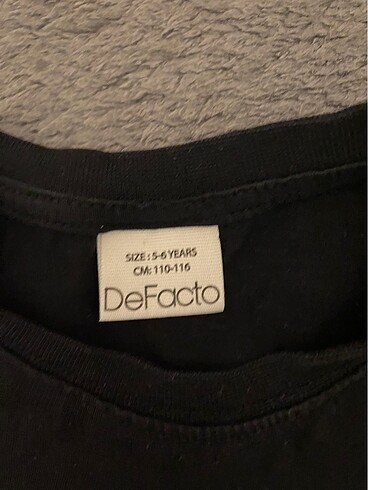 SIZE : 5-6 YEARS
CM: 110-116
DeFacto